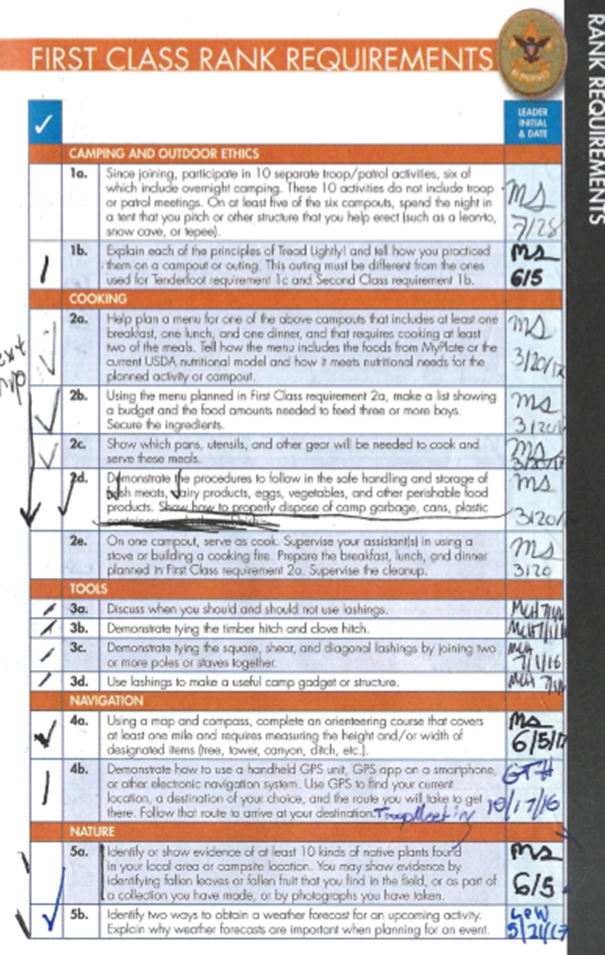 RANK REQUIREMENTS
FIRST CLASS RANK REQUIREMENTS
✓
LEADER
INITIAL
& DATE
CAMPING AND OUTDOOR ETHICS
1a. Since joining, participate in 10 separate troop/patrol activities, six of
which include overnight camping. These 10 activities do not include troop
or patrol meetings. On at least five of the six campouts, spend the night in
a tent that you pitch or other structure that you help erect (such as a lean-to,
snow cave, or tepee).
MS
7/28
1b. Explain each of the principles of Tread Lightly! and tell how you practiced
them on a campout or outing. This outing must be different from the ones
used for Tenderfoot requirement 1c and Second Class requirement 1b.
MS
6/5
COOKING
2a. Help plan a menu for one of the above campouts that includes at least one
breakfast, one lunch, and one dinner, and that requires cooking at least
two of the meals. Tell how the menu includes the foods from MyPlate or the
current USDA nutritional model and how it meets nutritional needs for the
planned activity or campout.
MS
3/20/17
2b. Using the menu planned in First Class requirement 2a, make a list showing
a budget and the food amounts needed to feed three or more boys.
Secure the ingredients.
MS
3/20/
2c. Show which pans, utensils, and other gear will be needed to cook and
serve these meals.
MS
3/20/17
2d. Demonstrate the procedures to follow in the safe handling and storage of
fresh meats, dairy products, eggs, vegetables, and other perishable food
products. Show how to properly dispose of camp garbage, cans, plastic
containers
MS
3/20/
2e. On one campout, serve as cook. Supervise your assistant(s) in using a
stove or building a cooking fire. Prepare the breakfast, lunch, and dinner
planned in First Class requirement 2a. Supervise the cleanup.
MS
3/20
TOOLS
3a. Discuss when you should and should not use lashings.
MCH 7/1/16
3b. Demonstrate tying the timber hitch and clove hitch.
MCH 7/1/16
3c. Demonstrate tying the square, shear, and diagonal lashings by joining two
or more poles or staves together.
MCH
7/1/16
3d. Use lashings to make a useful camp gadget or structure.
MCH 7/1/16
NAVIGATION
4a. Using a map and compass, complete an orienteering course that covers
at least one mile and requires measuring the height and/or width of
designated items (tree, tower, canyon, ditch, etc.).
MS
6/5/17
4b. Demonstrate how to use a handheld GPS unit, GPS app on a smartphone,
or other electronic navigation system. Use GPS to find your current
location, a destination of your choice, and the route you will take to get
there. Follow that route to arrive at your destination. Troop Meeting
GTH
10/17/16
NATURE
5a. Identify or show evidence of at least 10 kinds of native plants found
in your local area or campsite location. You may show evidence by
identifying fallen leaves or fallen fruit that you find in the field, or as part of
a collection you have made, or by photographs you have taken.
MS
6/5
5b. Identify two ways to obtain a weather forecast for an upcoming activity.
Explain why weather forecasts are important when planning for an event.
5/21/17